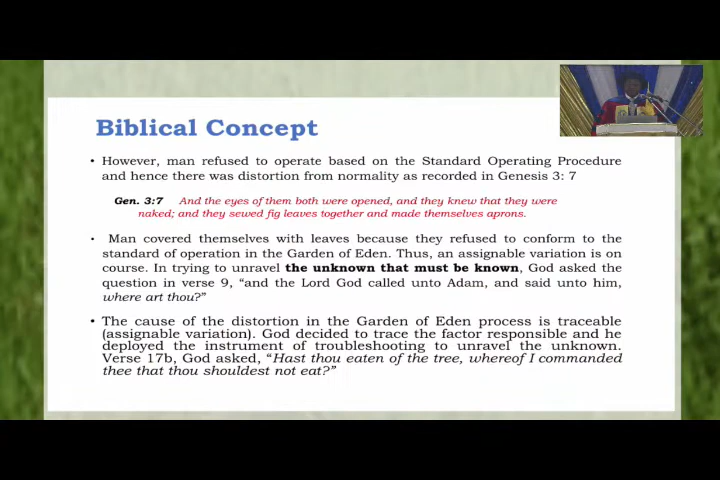 Biblical Concept
• However, man refused to operate based on the Standard Operating Procedure
and hence there was distortion from normality as recorded in Genesis 3: 7
Gen. 3:7 And the eyes of them both were opened, and they knew that they were
naked; and they sewed fig leaves together and made themselves aprons.
• Man covered themselves with leaves because they refused to conform to the
standard of operation in the Garden of Eden. Thus, an assignable variation is on
course. In trying to unravel the unknown that must be known, God asked the
question in verse 9, “and the Lord God called unto Adam, and said unto him,
where art thou?”
• The cause of the distortion in the Garden of Eden process is traceable
(assignable variation). God decided to trace the factor responsible and he
deployed the instrument of troubleshooting to unravel the unknown.
Verse 17b, God asked, “Hast thou eaten of the tree, whereof I commanded
thee that thou shouldest not eat?”